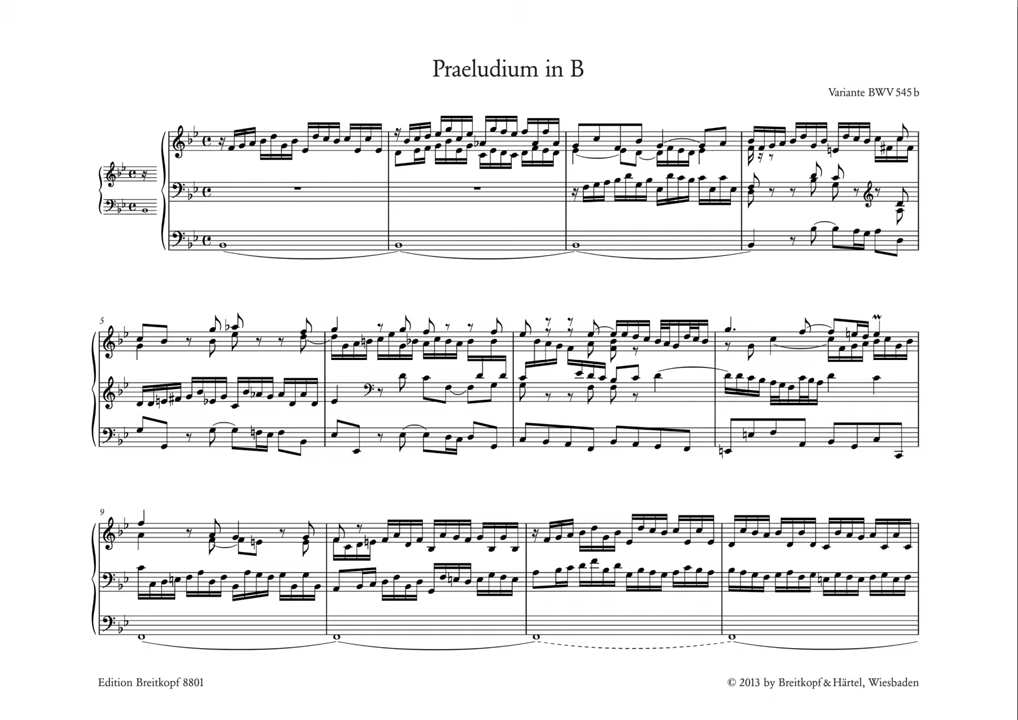 Praeludium in B
Variante BWV 545 b
5
9
Edition Breitkopf 8801
© 2013 by Breitkopf & Härtel, Wiesbaden